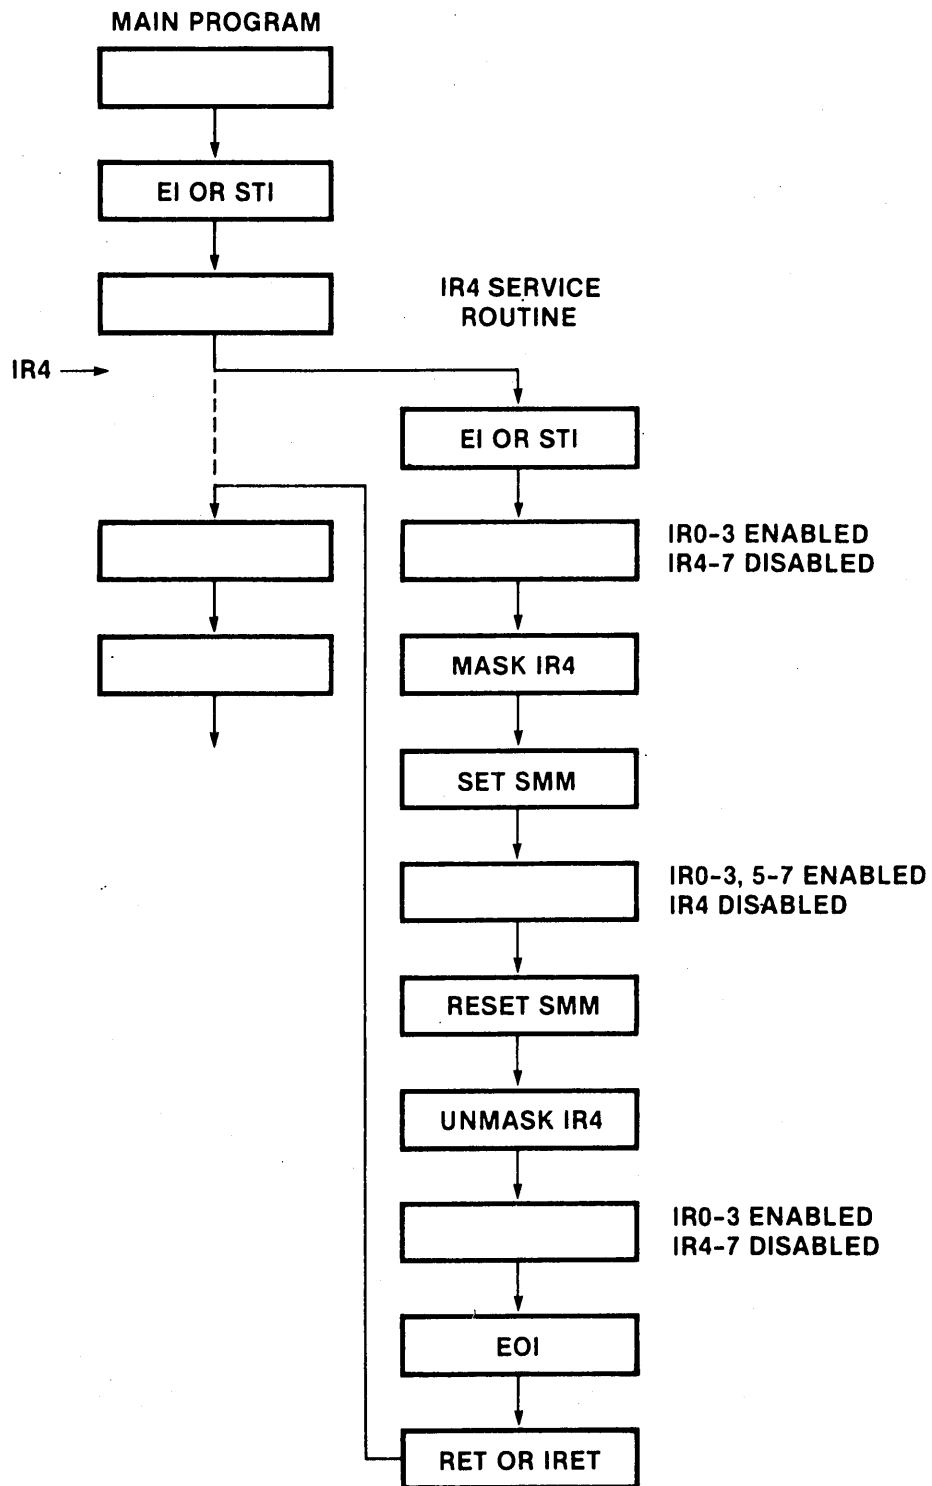 MAIN PROGRAM
EI OR STI
IR4
IR4 SERVICE
ROUTINE
EI OR STI
IR0-3 ENABLED
IR4-7 DISABLED
MASK IR4
SET SMM
IR0-3, 5-7 ENABLED
IR4 DISABLED
RESET SMM
UNMASK IR4
IR0-3 ENABLED
IR4-7 DISABLED
EOI
RET OR IRET